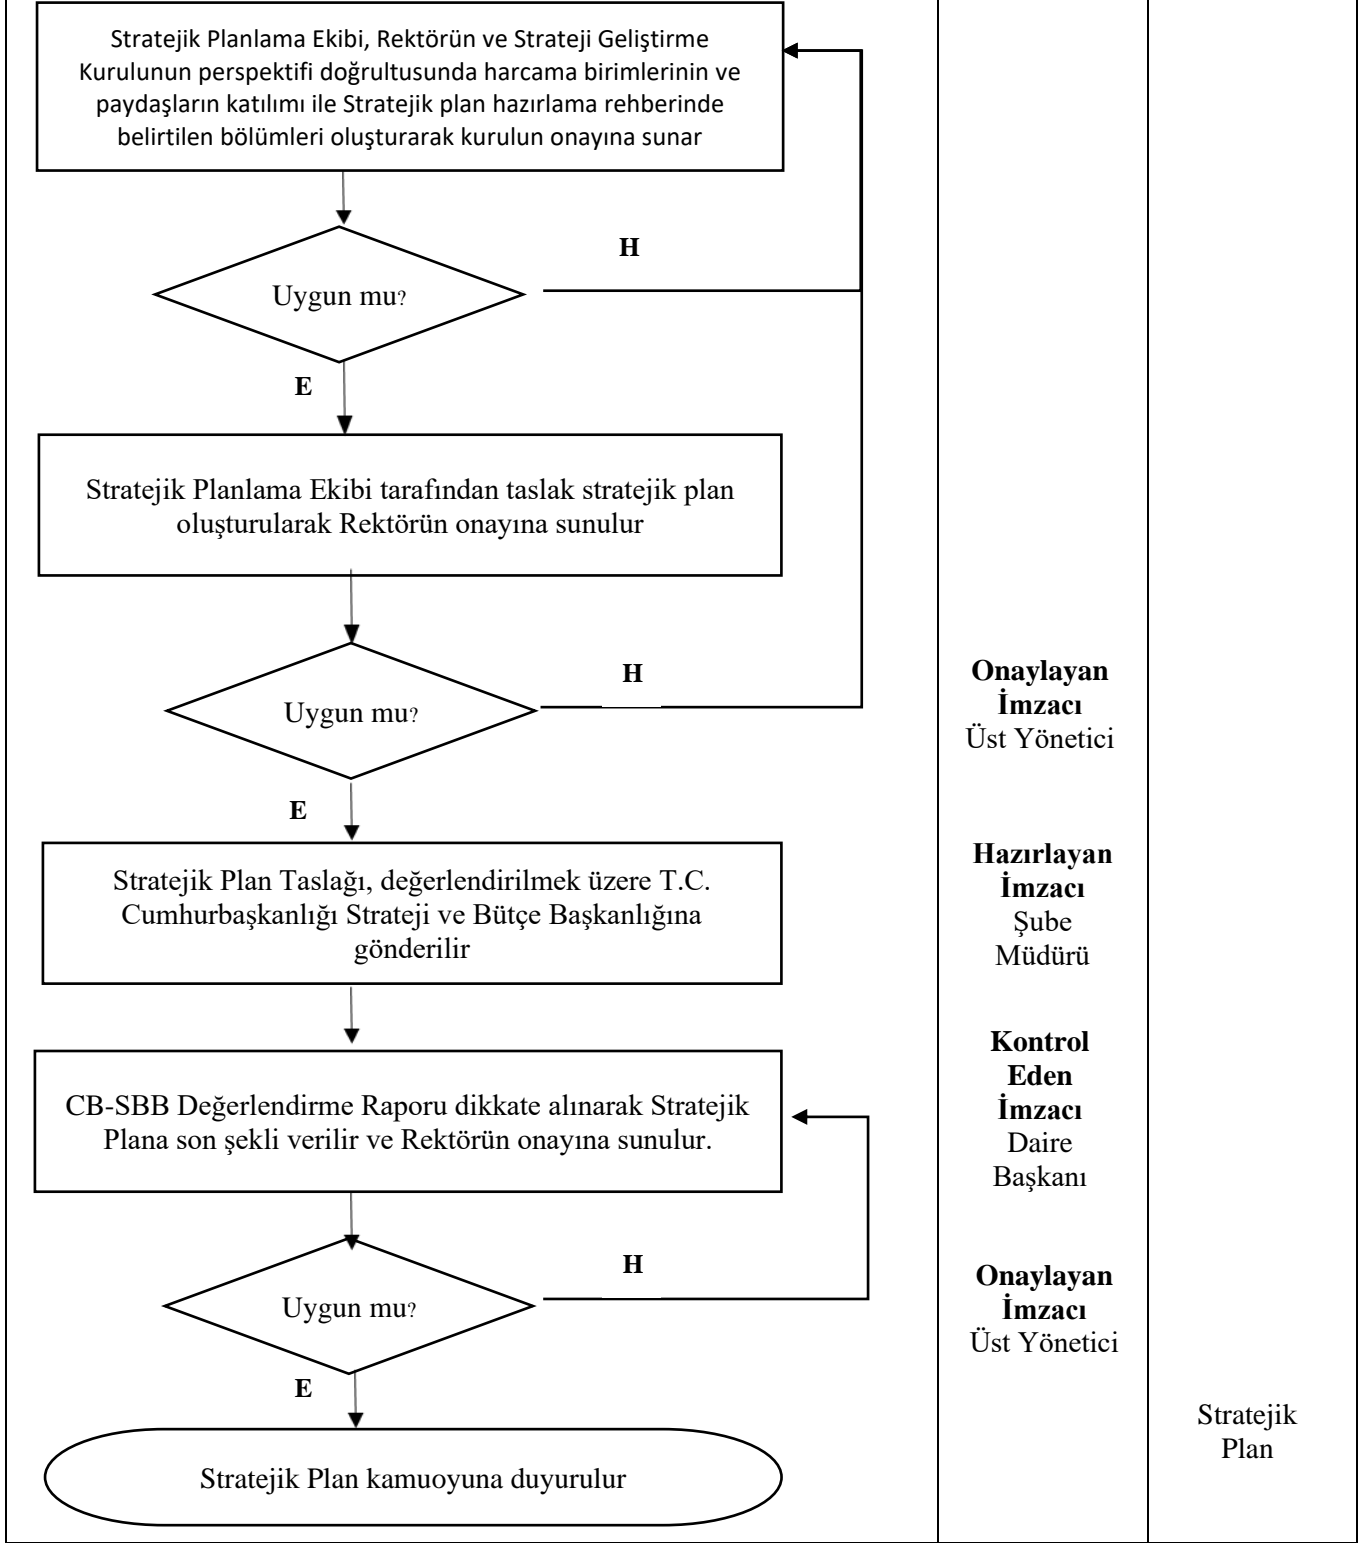 Stratejik Planlama Ekibi, Rektörün ve Strateji Geliştirme
Kurulunun perspektifi doğrultusunda harcama birimlerinin ve
paydaşların katılımı ile Stratejik plan hazırlama rehberinde
belirtilen bölümleri oluşturarak kurulun onayına sunar
H
Uygun mu?
E
Stratejik Planlama Ekibi tarafından taslak stratejik plan
oluşturularak Rektörün onayına sunulur
H
Uygun mu?
E
Stratejik Plan Taslağı, değerlendirilmek üzere T.C.
Cumhurbaşkanlığı Strateji ve Bütçe Başkanlığına
gönderilir
CB-SBB Değerlendirme Raporu dikkate alınarak Stratejik
Plana son şekli verilir ve Rektörün onayına sunulur.
H
Uygun mu?
E
Stratejik Plan kamuoyuna duyurulur
Onaylayan
İmzacı
Üst Yönetici
Hazırlayan
İmzacı
Şube
Müdürü
Kontrol
Eden
İmzacı
Daire
Başkanı
Onaylayan
İmzacı
Üst Yönetici
Stratejik
Plan